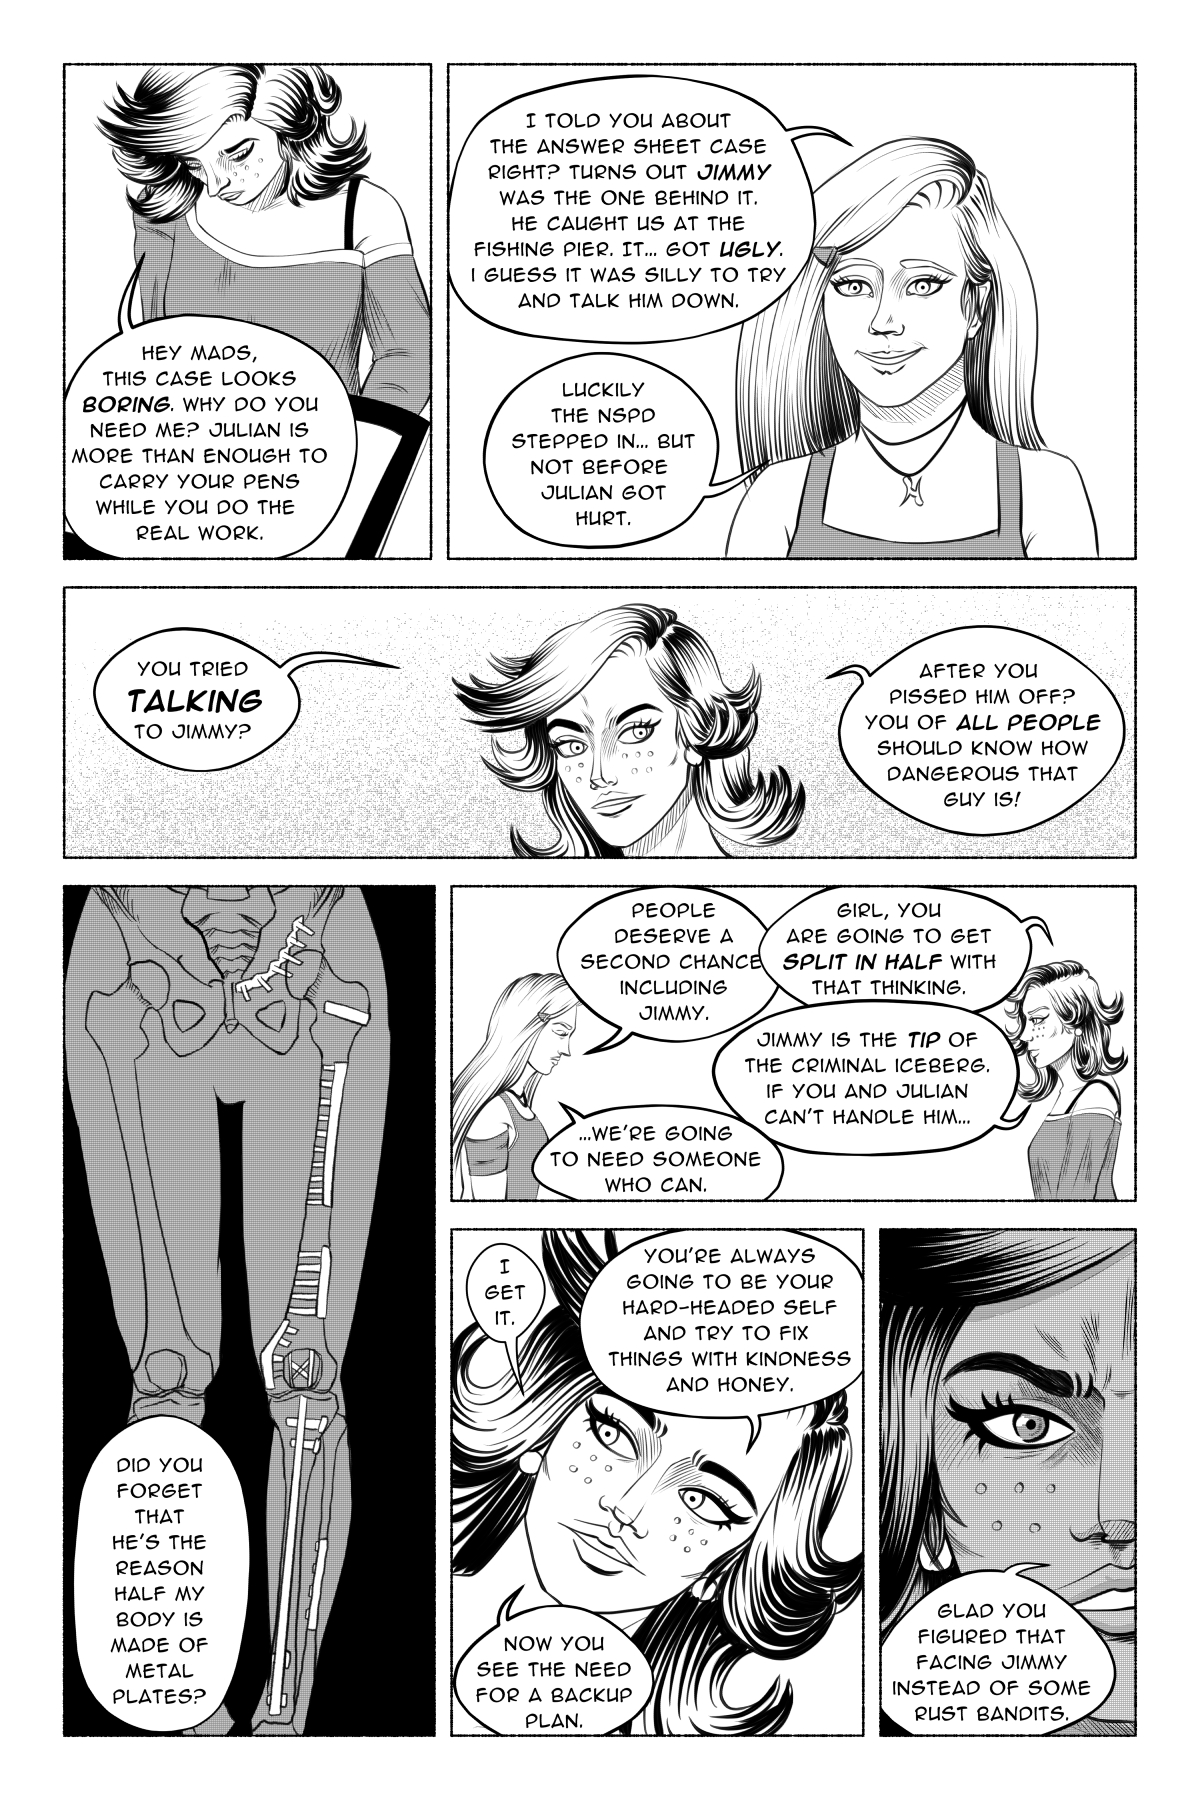 HEY MADS,
THIS CASE LOOKS
BORING. WHY DO YOU
NEED ME? JULIAN IS
MORE THAN ENOUGH TO
CARRY YOUR PENS
WHILE YOU DO THE
REAL WORK.
I TOLD YOU ABOUT
THE ANSWER SHEET CASE
RIGHT? TURNS OUT JIMMY
WAS THE ONE BEHIND IT.
HE CAUGHT US AT THE
FISHING PIER. IT... GOT UGLY.
I GUESS IT WAS SILLY TO TRY
AND TALK HIM DOWN.
LUCKILY
THE NSPD
STEPPED IN... BUT
NOT BEFORE
JULIAN GOT
HURT.
YOU TRIED
TALKING
TO JIMMY?
AFTER YOU
PISSED HIM OFF?
YOU OF ALL PEOPLE
SHOULD KNOW HOW
DANGEROUS THAT
GUY IS!
DID YOU
FORGET
THAT
HE'S THE
REASON
HALF MY
BODY IS
MADE OF
METAL
PLATES?
PEOPLE
DESERVE A
SECOND CHANCE
INCLUDING
JIMMY.
GIRL, YOU
ARE GOING TO GET
SPLIT IN HALF WITH
THAT THINKING.
JIMMY IS THE TIP OF
THE CRIMINAL ICEBERG.
IF YOU AND JULIAN
CAN'T HANDLE HIM...
...WE'RE GOING
TO NEED SOMEONE
WHO CAN.
I
GET
IT.
YOU'RE ALWAYS
GOING TO BE YOUR
HARD-HEADED SELF
AND TRY TO FIX
THINGS WITH KINDNESS
AND HONEY.
NOW YOU
SEE THE NEED
FOR A BACKUP
PLAN.
GLAD YOU
FIGURED THAT
FACING JIMMY
INSTEAD OF SOME
RUST BANDITS.